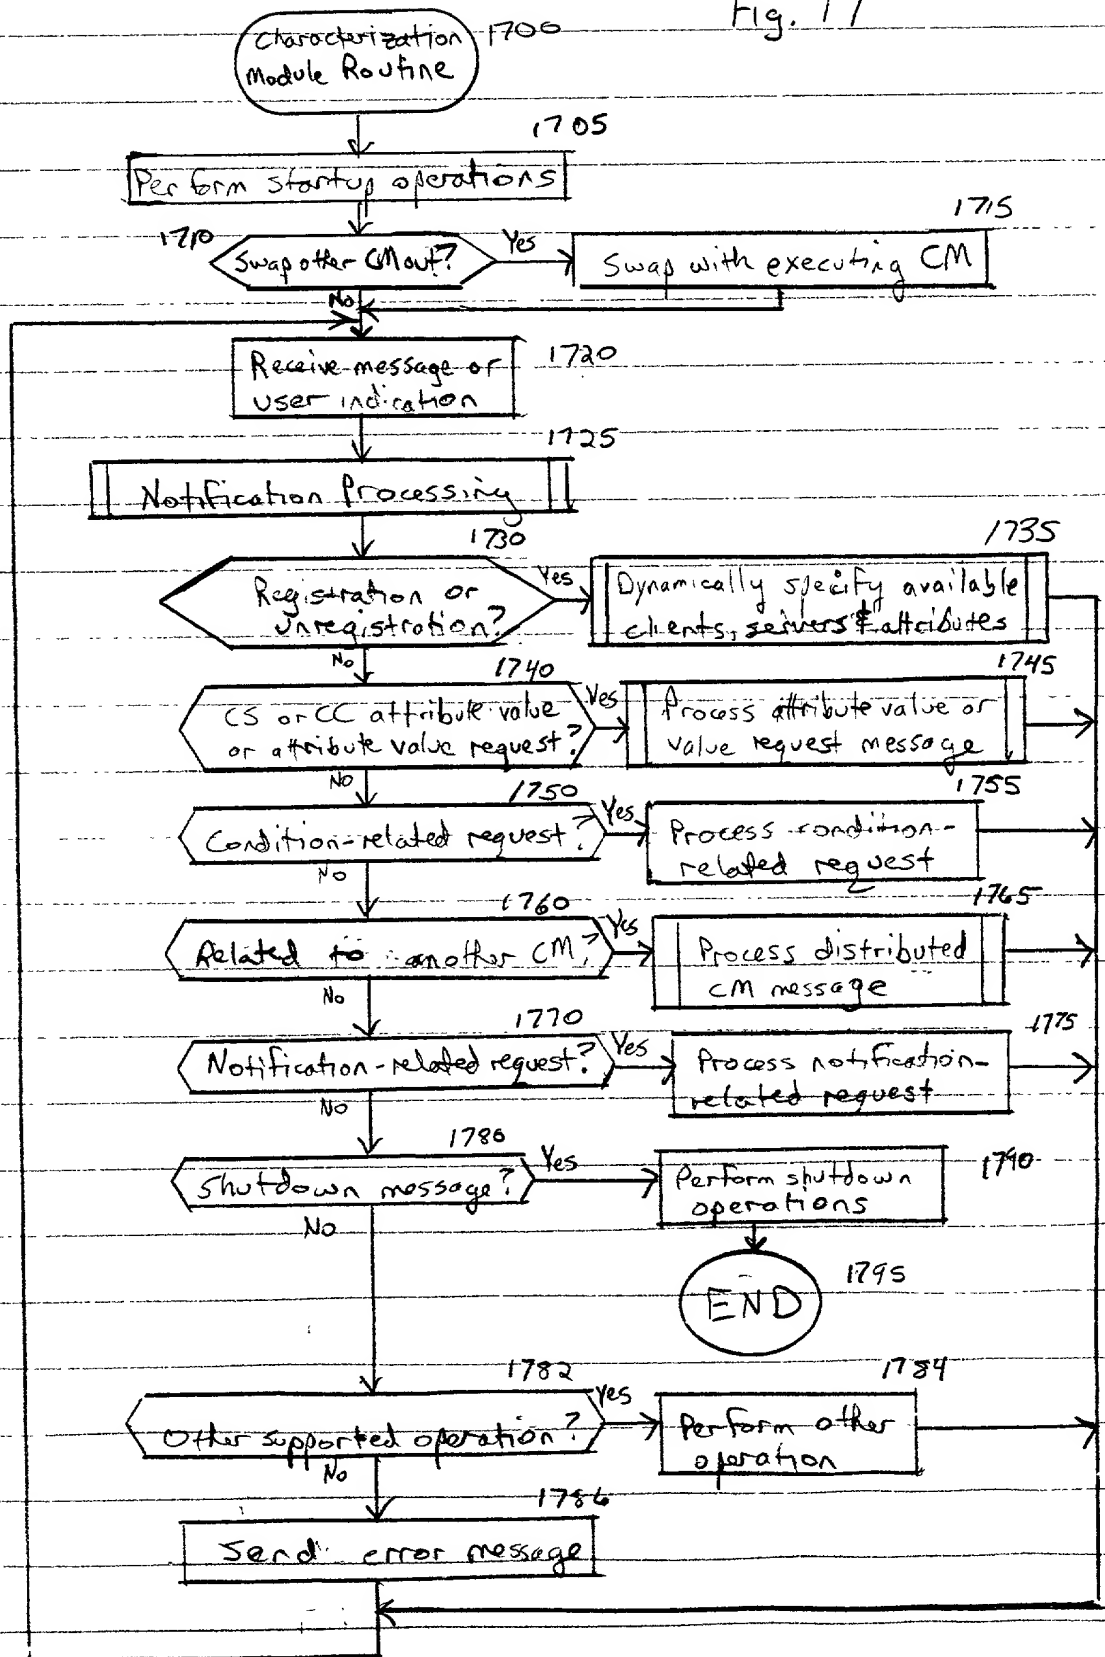 Fig. 17
Characterization
Module Routine
1700
1705
Perform startup operations
1710
Swap other CM out?
Yes
1715
Swap with executing CM
No
Receive message or
user indication
1720
1725
Notification Processing
1730
Registration or
unregistration?
Yes
1735
Dynamically specify available
clients, servers & attributes
No
1740
CS or CC attribute value
or attribute value request?
Yes
1745
Process attribute value or
value request message
No
1750
Condition-related request?
Yes
1755
Process condition-
related request
No
1760
Related to another CM?
Yes
1765
Process distributed
CM message
No
1770
Notification-related request?
Yes
1775
Process notification-
related request
No
1780
Shutdown message?
Yes
1790
Perform shutdown
operations
No
1795
END
1782
Other supported operation?
Yes
1784
Perform other
operation
No
1786
Send error message